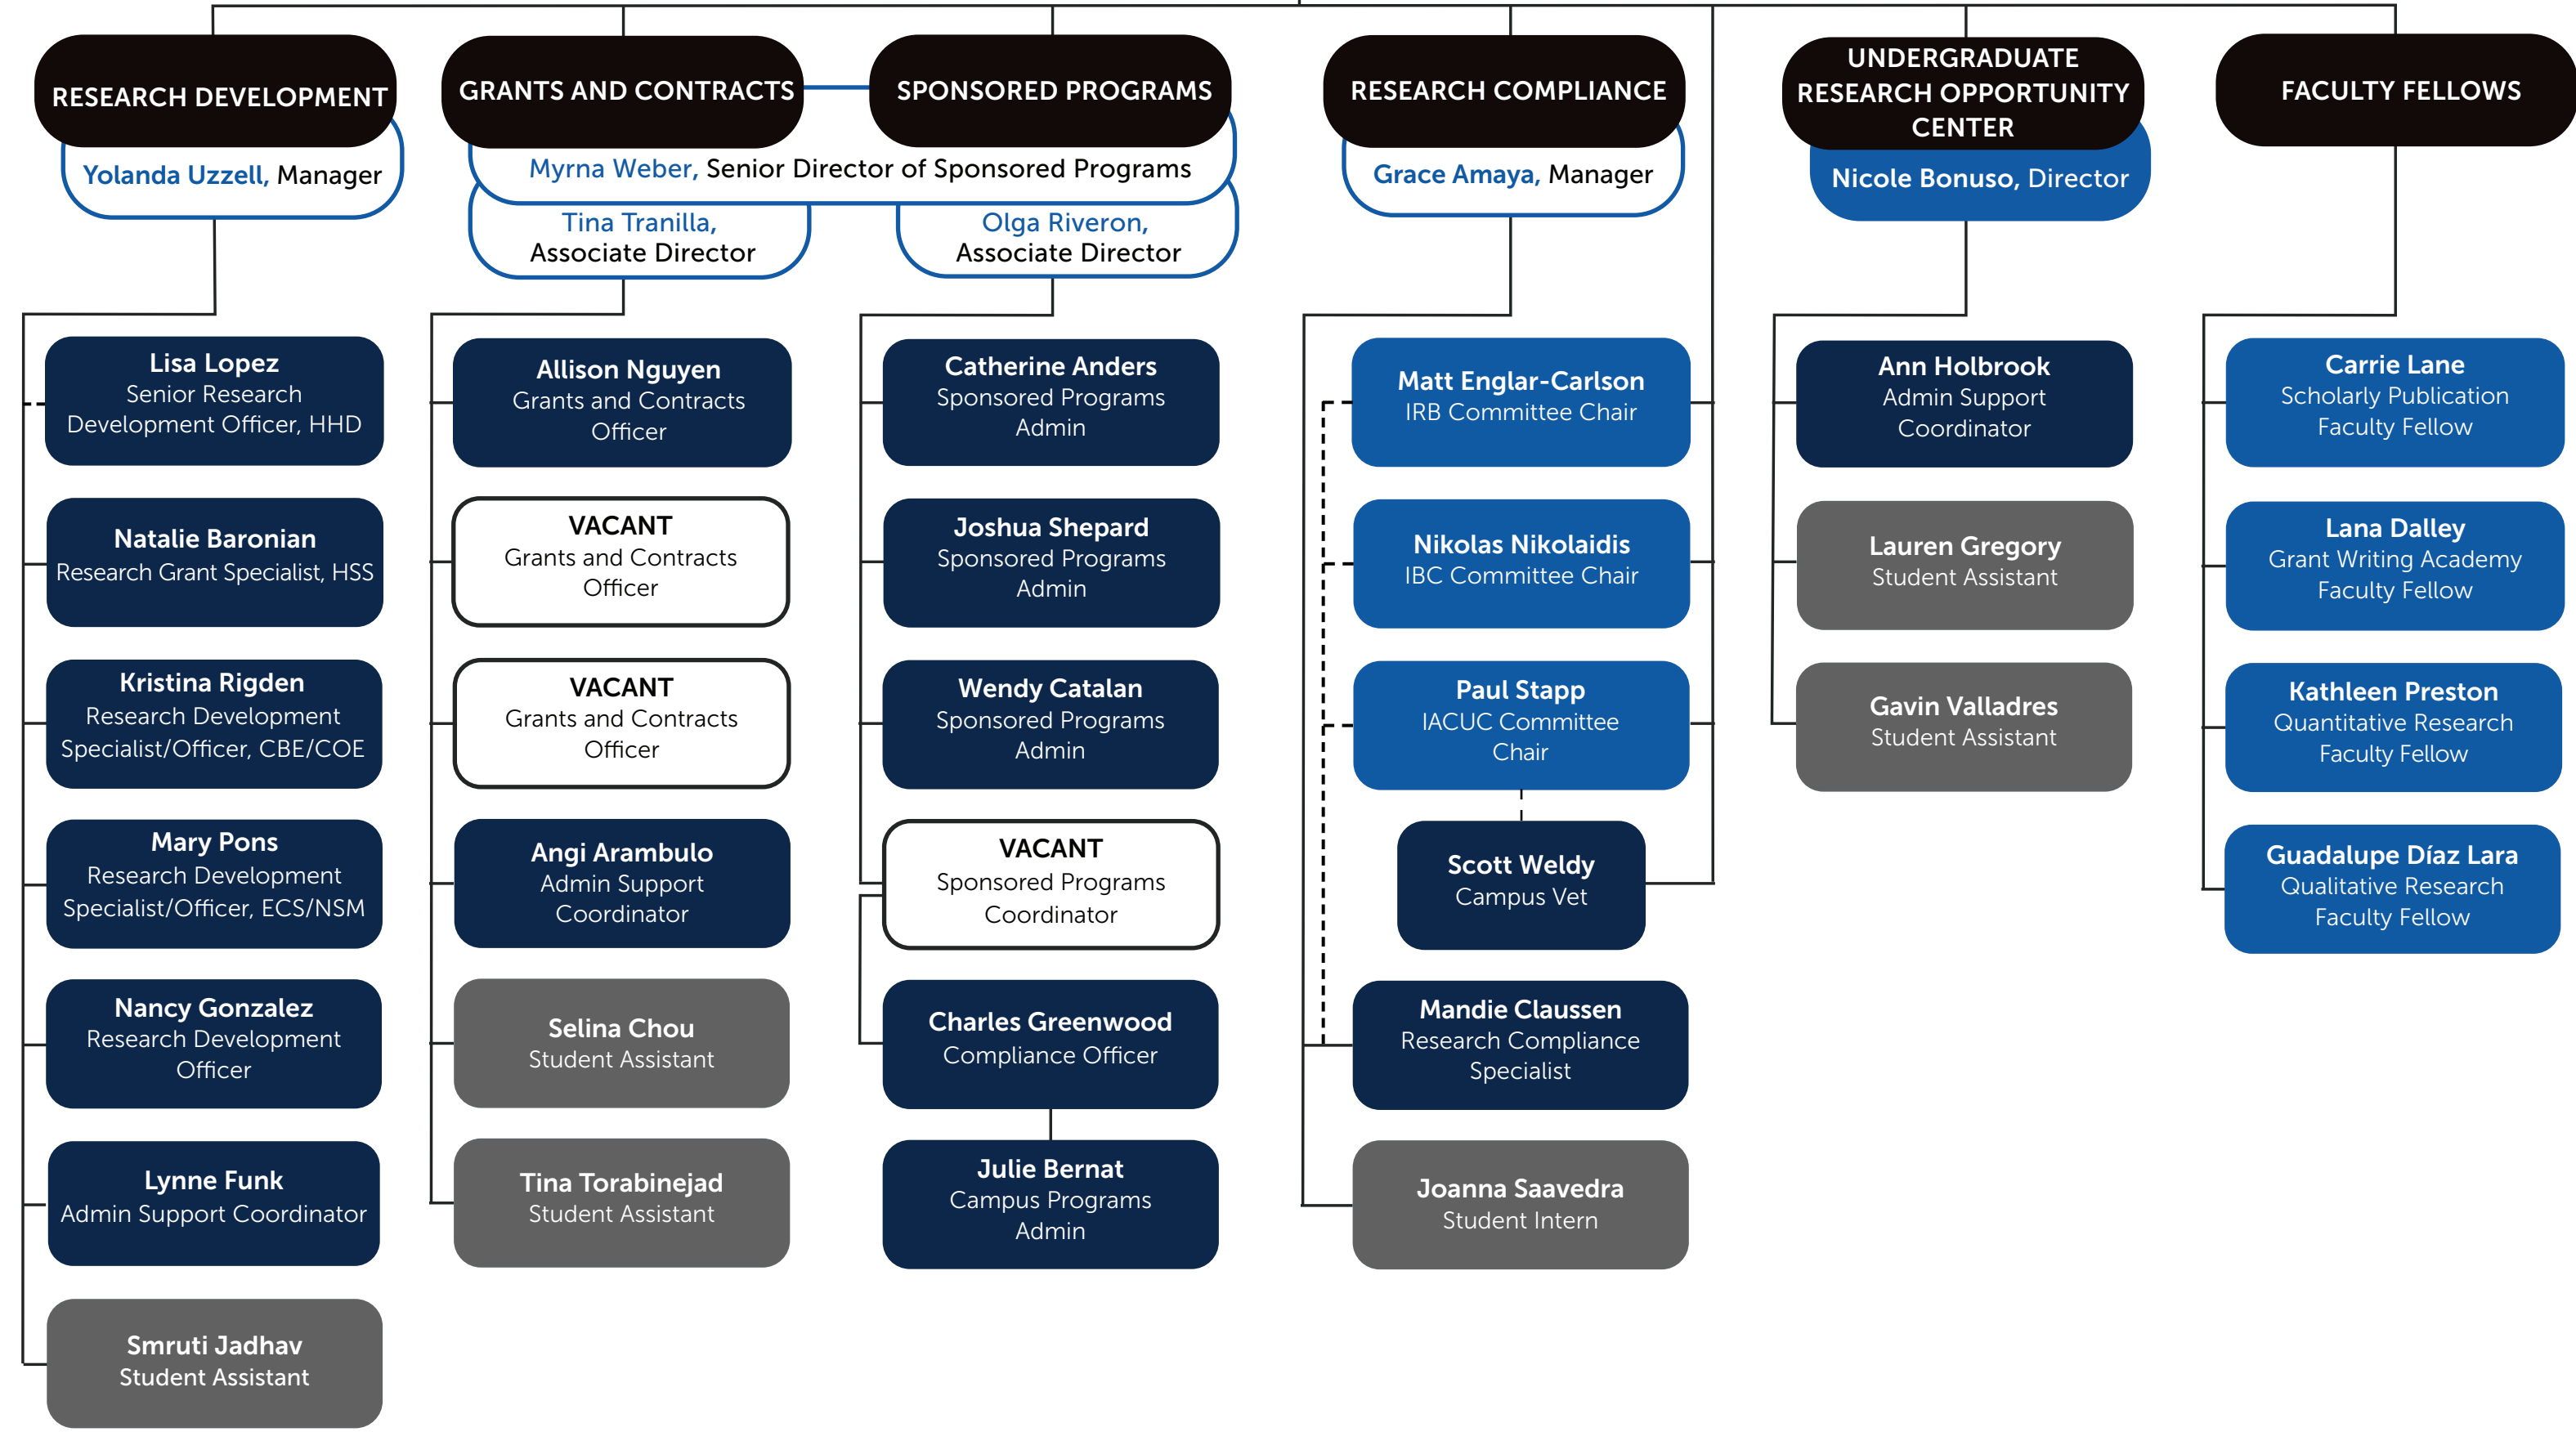 RESEARCH DEVELOPMENT
Yolanda Uzzell, Manager
Lisa Lopez
Senior Research
Development Officer, HHD
Natalie Baronian
Research Grant Specialist, HSS
Kristina Rigden
Research Development
Specialist/Officer, CBE/COE
Mary Pons
Research Development
Specialist/Officer, ECS/NSM
Nancy Gonzalez
Research Development
Officer
Lynne Funk
Admin Support Coordinator
Smruti Jadhav
Student Assistant
GRANTS AND CONTRACTS
SPONSORED PROGRAMS
Myrna Weber, Senior Director of Sponsored Programs
Tina Tranilla,
Associate Director
Allison Nguyen
Grants and Contracts
Officer
VACANT
Grants and Contracts
Officer
VACANT
Grants and Contracts
Officer
Angi Arambulo
Admin Support
Coordinator
Selina Chou
Student Assistant
Tina Torabinejad
Student Assistant
Olga Riveron,
Associate Director
Catherine Anders
Sponsored Programs
Admin
Joshua Shepard
Sponsored Programs
Admin
Wendy Catalan
Sponsored Programs
Admin
VACANT
Sponsored Programs
Coordinator
Charles Greenwood
Compliance Officer
Julie Bernat
Campus Programs
Admin
RESEARCH COMPLIANCE
Grace Amaya, Manager
Matt Englar-Carlson
IRB Committee Chair
Nikolas Nikolaidis
IBC Committee Chair
Paul Stapp
IACUC Committee
Chair
Scott Weldy
Campus Vet
Mandie Claussen
Research Compliance
Specialist
Joanna Saavedra
Student Intern
UNDERGRADUATE
RESEARCH OPPORTUNITY
CENTER
Nicole Bonuso, Director
Ann Holbrook
Admin Support
Coordinator
Lauren Gregory
Student Assistant
Gavin Valladres
Student Assistant
FACULTY FELLOWS
Carrie Lane
Scholarly Publication
Faculty Fellow
Lana Dalley
Grant Writing Academy
Faculty Fellow
Kathleen Preston
Quantitative Research
Faculty Fellow
Guadalupe Díaz Lara
Qualitative Research
Faculty Fellow